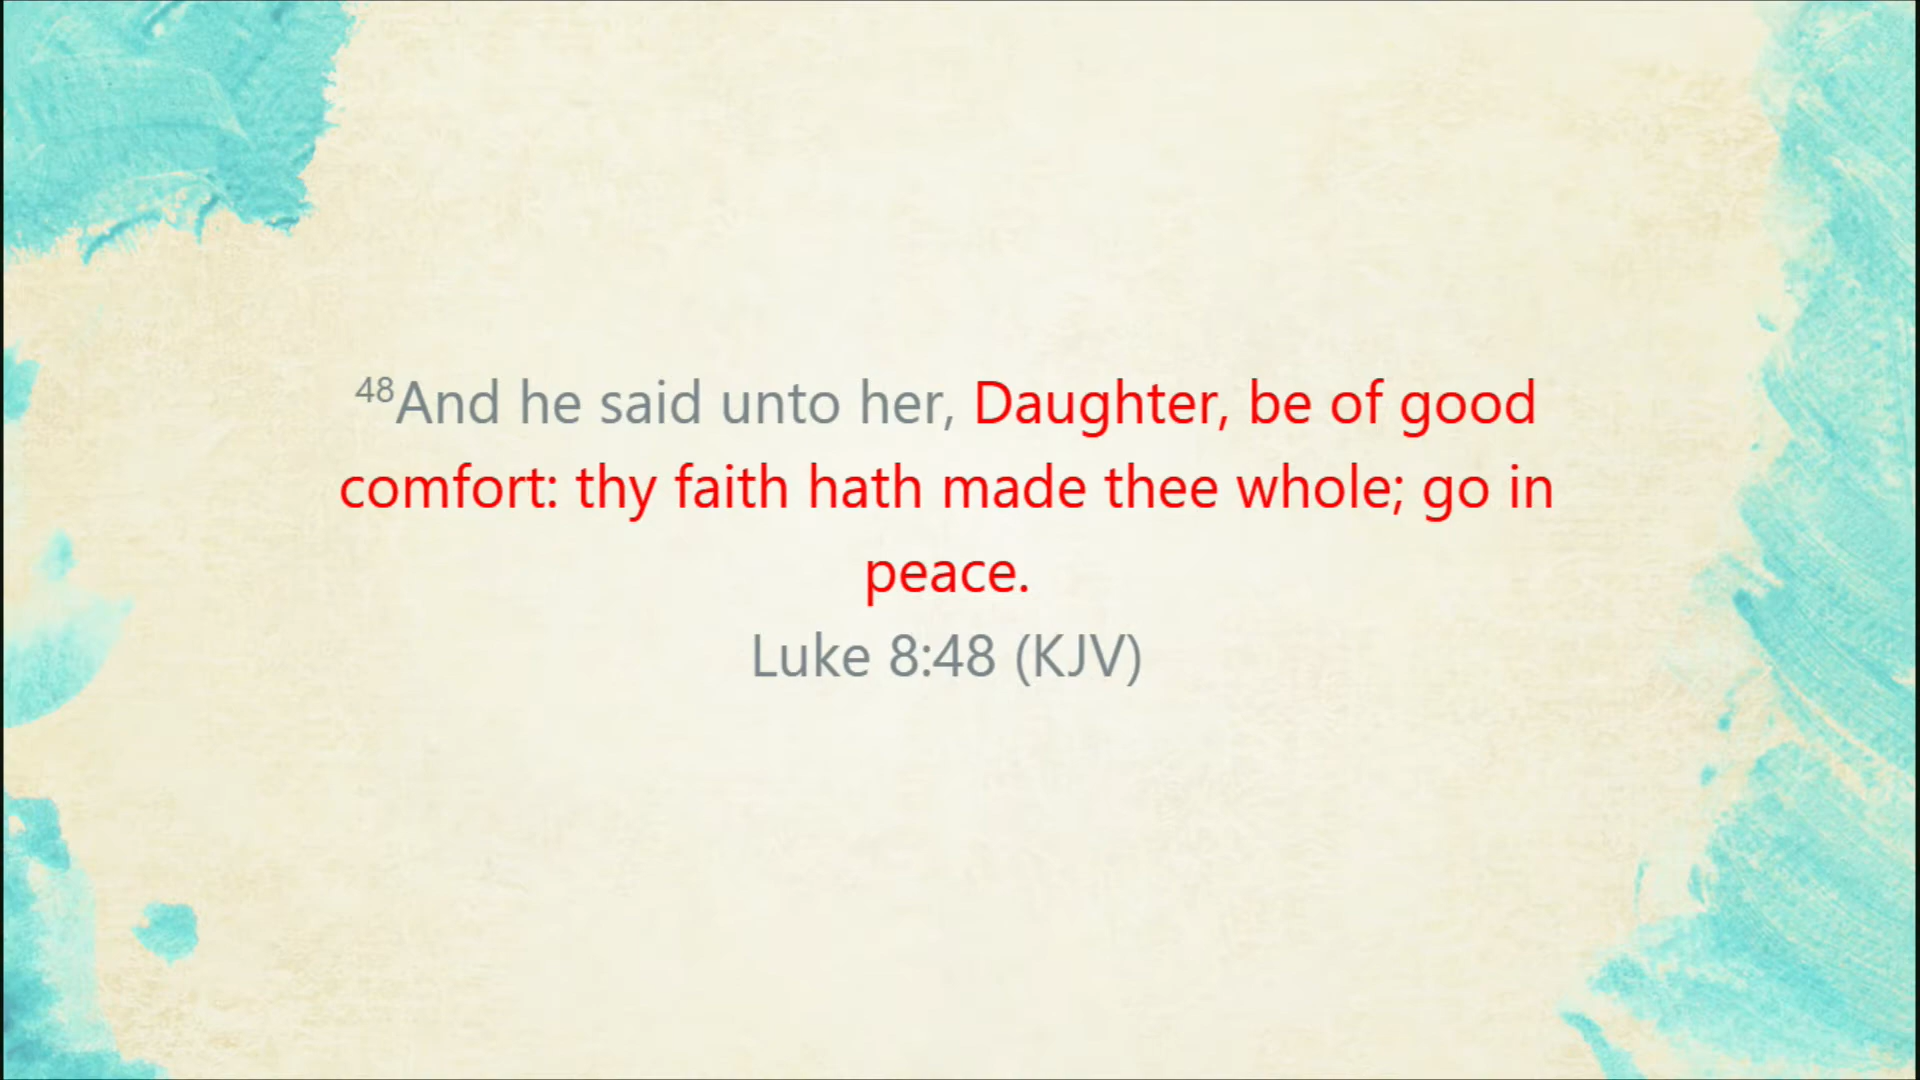 48And he said unto her, Daughter, be of good
comfort: thy faith hath made thee whole; go in
peace.
Luke 8:48 (KJV)